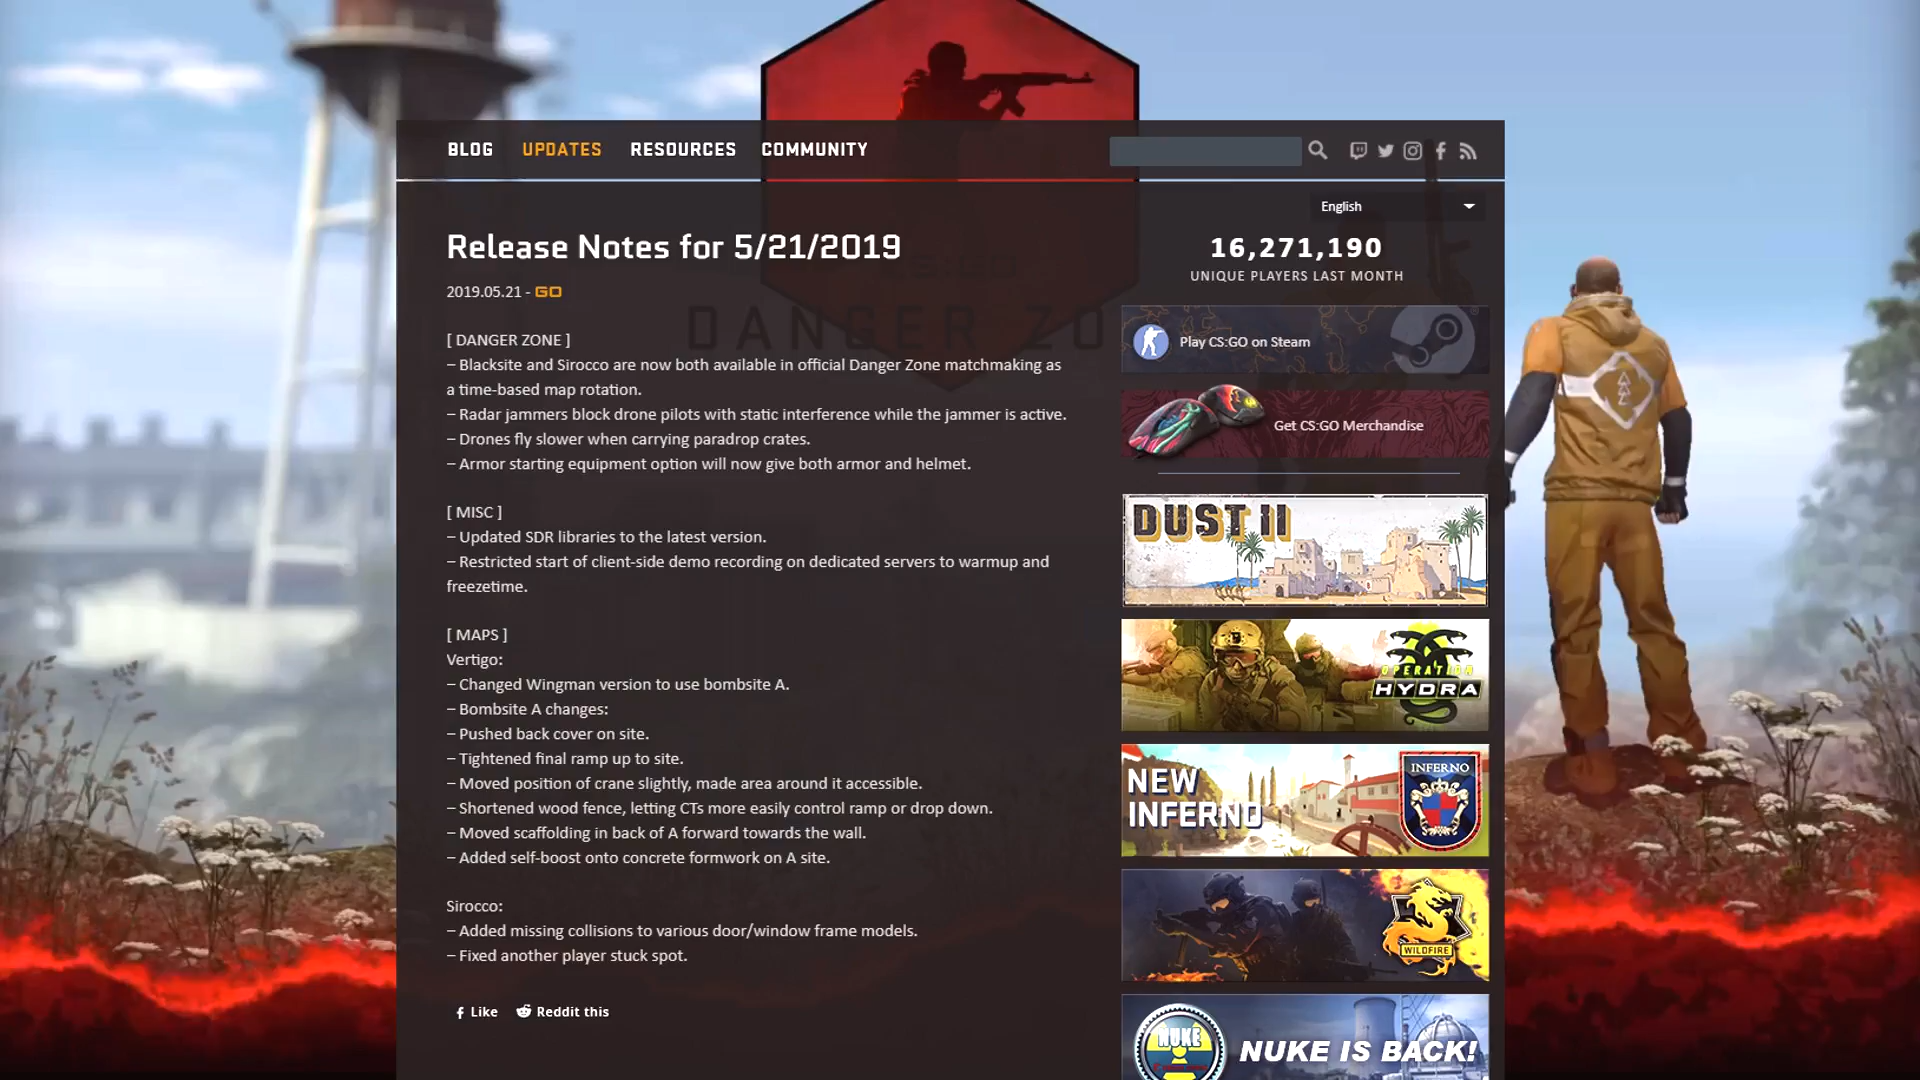 BLOG UPDATES RESOURCES COMMUNITY
English
Release Notes for 5/21/2019
2019.05.21 - GO
[ DANGER ZONE ]
– Blacksite and Sirocco are now both available in official Danger Zone matchmaking as
a time-based map rotation.
– Radar jammers block drone pilots with static interference while the jammer is active.
– Drones fly slower when carrying paradrop crates.
– Armor starting equipment option will now give both armor and helmet.
[ MISC ]
– Updated SDR libraries to the latest version.
– Restricted start of client-side demo recording on dedicated servers to warmup and
freezetime.
[ MAPS ]
Vertigo:
– Changed Wingman version to use bombsite A.
– Bombsite A changes:
– Pushed back cover on site.
– Tightened final ramp up to site.
– Moved position of crane slightly, made area around it accessible.
– Shortened wood fence, letting CTs more easily control ramp or drop down.
– Moved scaffolding in back of A forward towards the wall.
– Added self-boost onto concrete formwork on A site.
Sirocco:
– Added missing collisions to various door/window frame models.
– Fixed another player stuck spot.
Like Reddit this
16,271,190
UNIQUE PLAYERS LAST MONTH
Play CS:GO on Steam
Get CS:GO Merchandise
DUST II
OPERATION
HYDRA
NEW
INFERNO
INFERNO
WILDFIRE
NUKE
NUKE IS BACK!
CS:GO
DANGER ZO